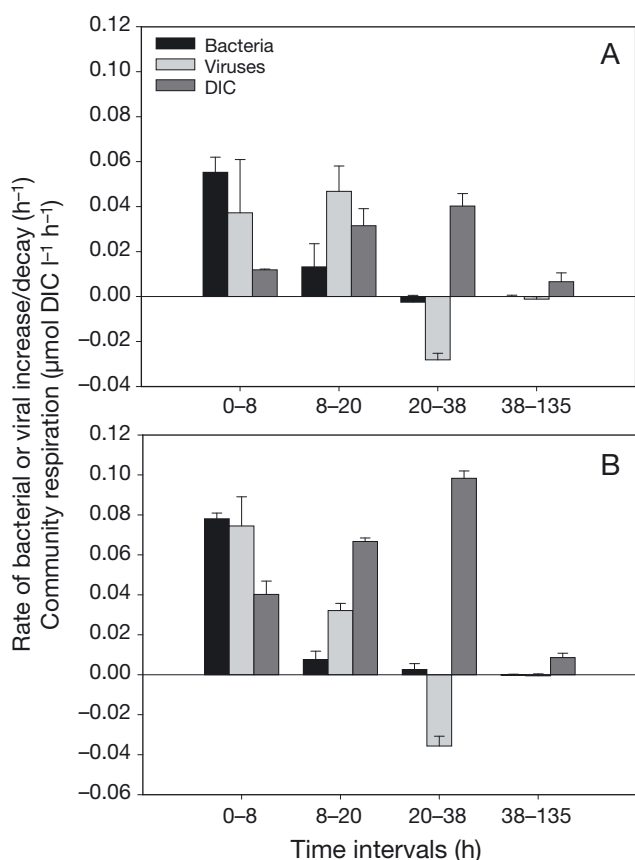 Rate of bacterial or viral increase/decay (h⁻¹)
Community respiration (µmol DIC l⁻¹ h⁻¹)
A
Bacteria
Viruses
DIC
0.12
0.10
0.08
0.06
0.04
0.02
0.00
−0.02
−0.04
0–8 8–20 20–38 38–135
B
0.12
0.10
0.08
0.06
0.04
0.02
0.00
−0.02
−0.04
−0.06
0–8 8–20 20–38 38–135
Time intervals (h)